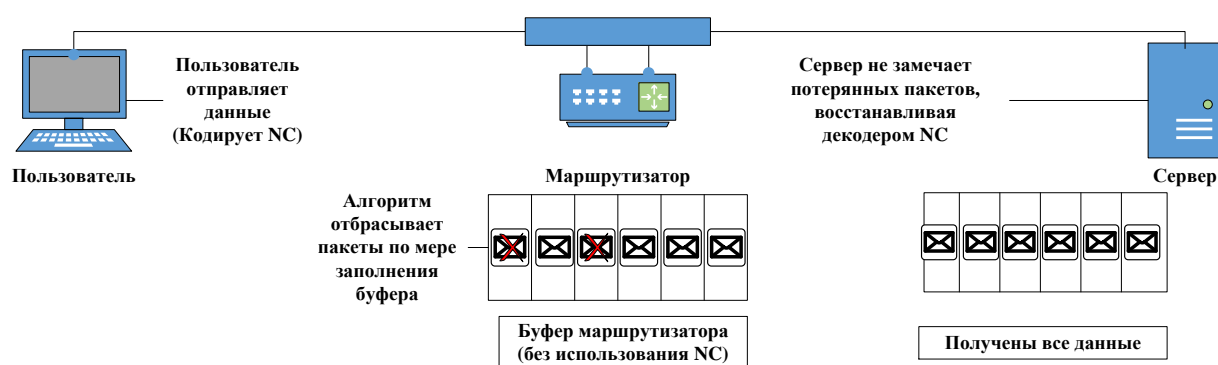 Пользователь
отправляет
данные
(Кодирует NC)
Сервер не замечает
потерянных пакетов,
восстанавливая
декодером NC
Пользователь
Маршрутизатор
Сервер
Алгоритм
отбрасывает
пакеты по мере
заполнения
буфера
Буфер маршрутизатора
(без использования NC)
Получены все данные